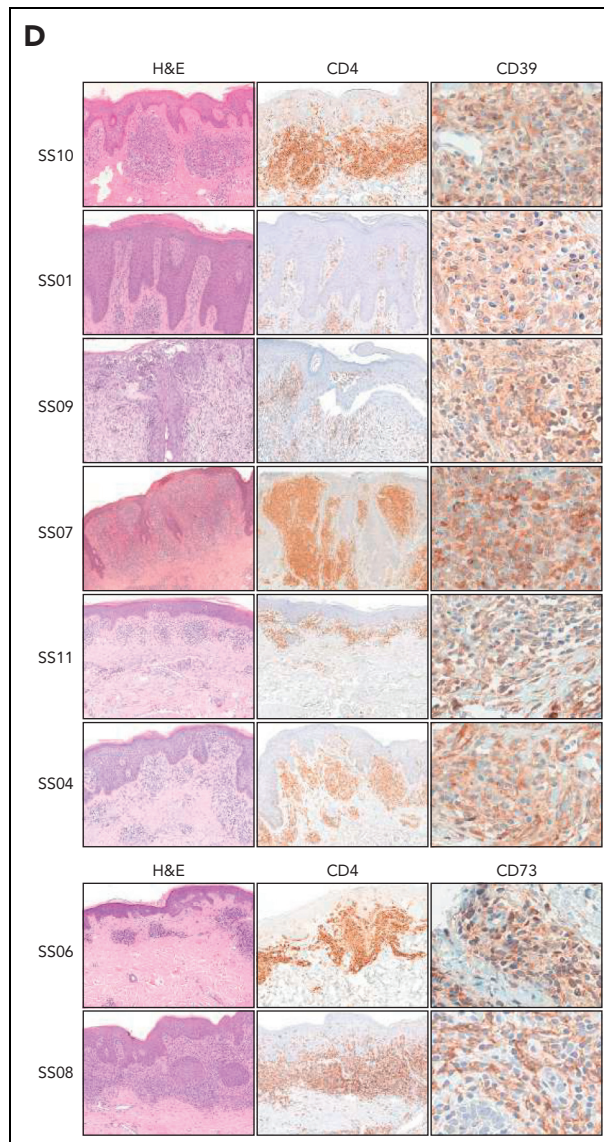 D
H&E CD4 CD39
SS10
SS01
SS09
SS07
SS11
SS04
H&E CD4 CD73
SS06
SS08